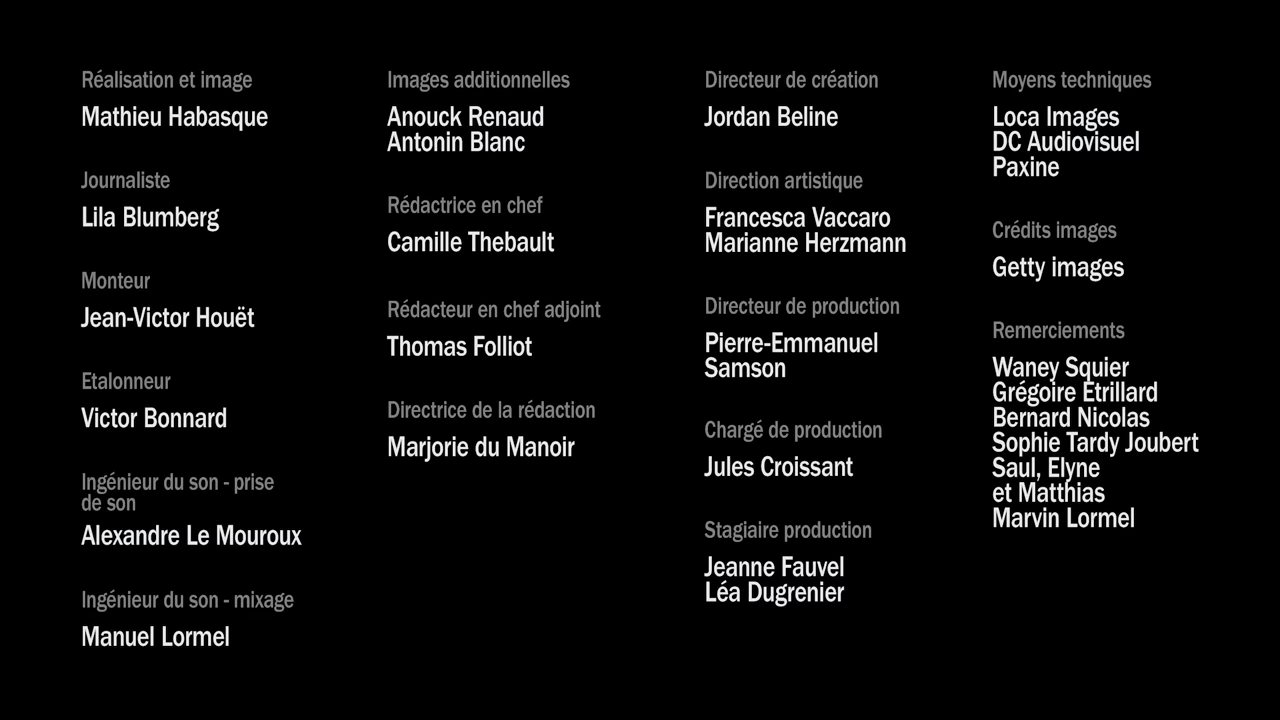 Réalisation et image
Mathieu Habasque
Journaliste
Lila Blumberg
Monteur
Jean-Victor Houët
Etalonneur
Victor Bonnard
Ingénieur du son - prise
de son
Alexandre Le Mouroux
Ingénieur du son - mixage
Manuel Lormel
Images additionnelles
Anouck Renaud
Antonin Blanc
Rédactrice en chef
Camille Thebault
Rédacteur en chef adjoint
Thomas Folliot
Directrice de la rédaction
Marjorie du Manoir
Directeur de création
Jordan Beline
Direction artistique
Francesca Vaccaro
Marianne Herzmann
Directeur de production
Pierre-Emmanuel
Samson
Chargé de production
Jules Croissant
Stagiaire production
Jeanne Fauvel
Léa Dugrenier
Moyens techniques
Loca Images
DC Audiovisuel
Paxine
Crédits images
Getty images
Remerciements
Waney Squier
Grégoire Etrillard
Bernard Nicolas
Sophie Tardy Joubert
Saul, Elyne
et Matthias
Marvin Lormel